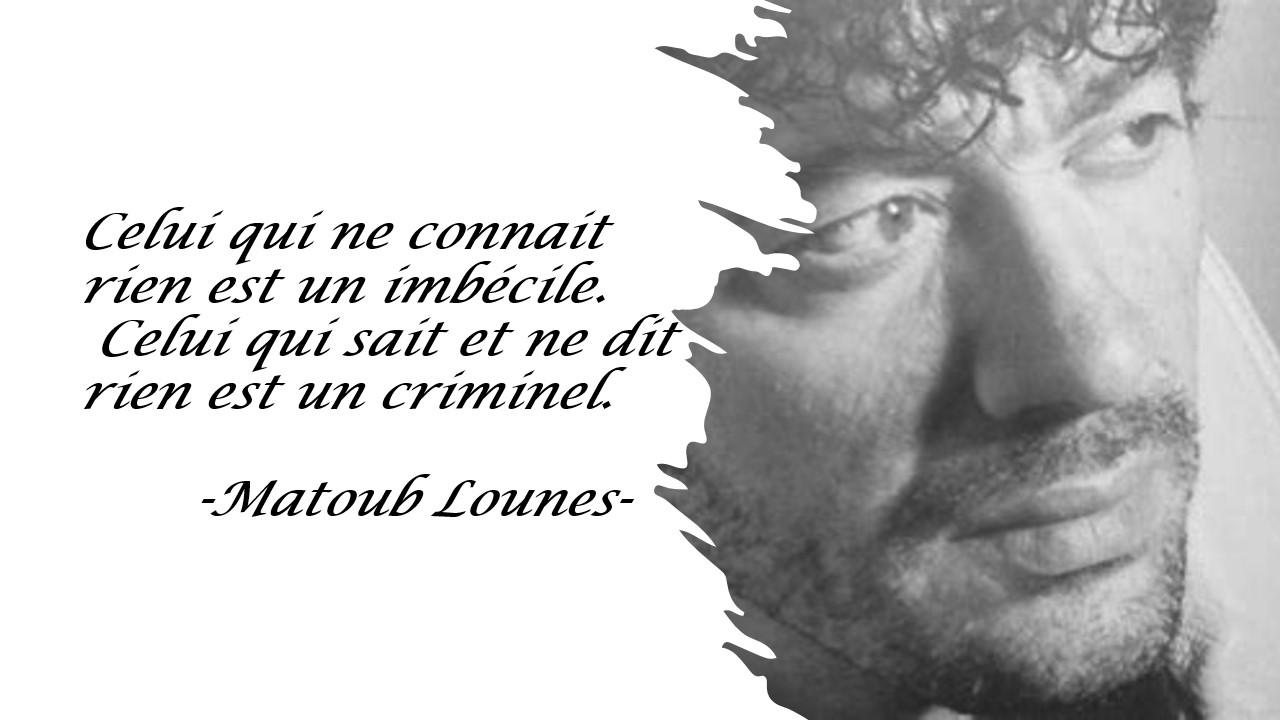 Celui qui ne connait
rien est un imbécile.
Celui qui sait et ne dit
rien est un criminel.
-Matoub Lounes-